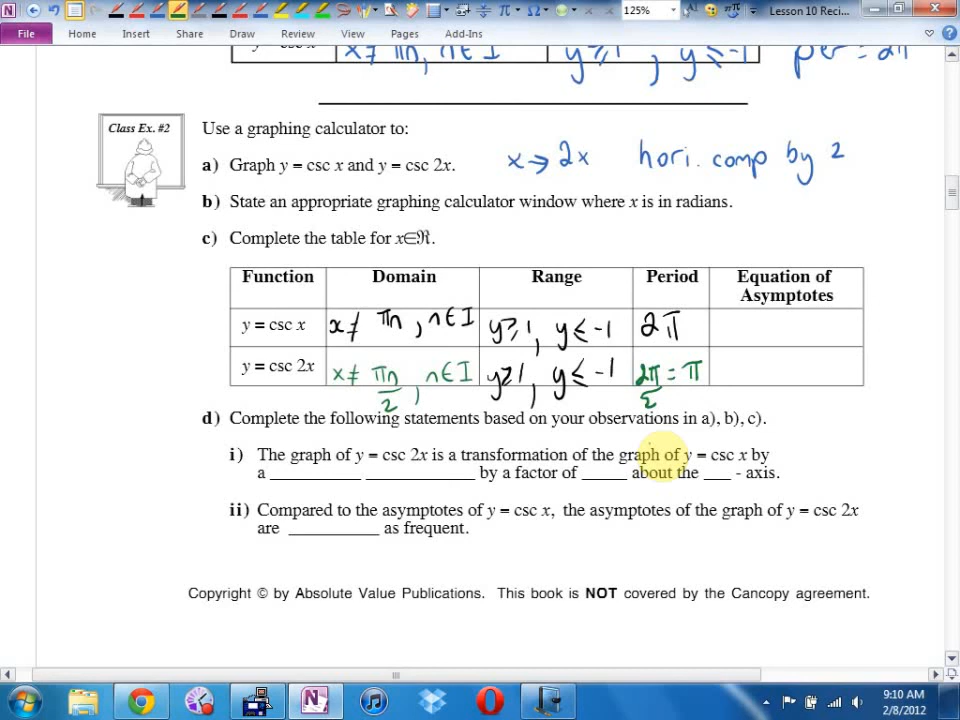 125%
Lesson 10 Reci...
File Home Insert Share Draw Review View Pages Add-Ins
x ≠ πn, n∈I y ≥ 1 , y ≤ -1 per = 2π
Class Ex. #2
Use a graphing calculator to:
a) Graph y = csc x and y = csc 2x.
x → 2x hori. comp by 2
b) State an appropriate graphing calculator window where x is in radians.
c) Complete the table for x∈ℜ.
Function Domain Range Period Equation of
Asymptotes
y = csc x x ≠ πn , n∈I y ≥ 1 , y ≤ -1 2π
y = csc 2x x ≠ πn/2 , n∈I y ≥ 1 , y ≤ -1 2π/2 = π
d) Complete the following statements based on your observations in a), b), c).
i) The graph of y = csc 2x is a transformation of the graph of y = csc x by
a __________ ____________ by a factor of _____ about the ___ - axis.
ii) Compared to the asymptotes of y = csc x, the asymptotes of the graph of y = csc 2x
are __________ as frequent.
Copyright © by Absolute Value Publications. This book is NOT covered by the Cancopy agreement.
9:10 AM
2/8/2012